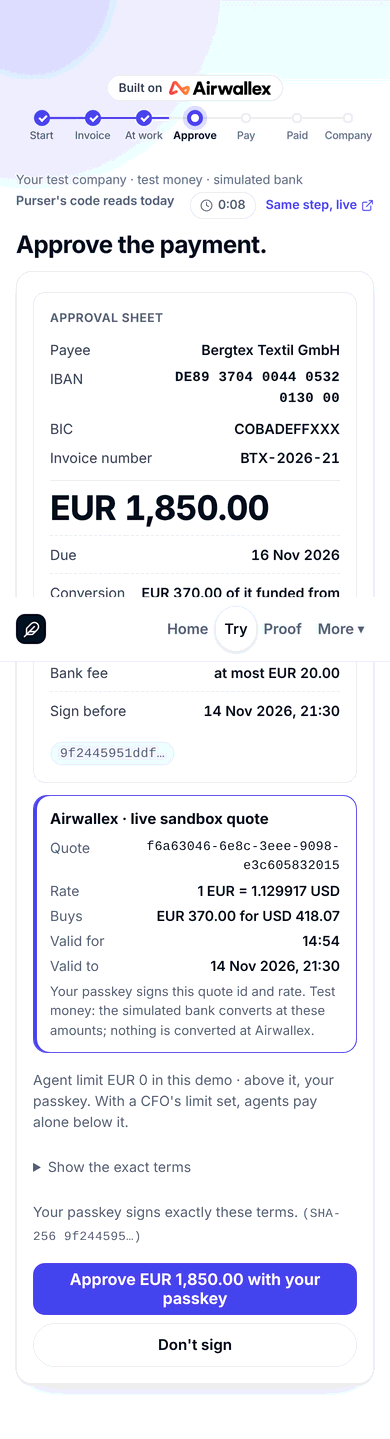 Built on Airwallex
Start Invoice At work Approve Pay Paid Company
Your test company · test money · simulated bank
Purser's code reads today 0:08 Same step, live
Approve the payment.
APPROVAL SHEET
Payee Bergtex Textil GmbH
IBAN DE89 3704 0044 0532
0130 00
BIC COBADEFFXXX
Invoice number BTX-2026-21
EUR 1,850.00
Due 16 Nov 2026
Conversion EUR 370.00 of it funded from
Home Try Proof More ▾
Bank fee at most EUR 20.00
Sign before 14 Nov 2026, 21:30
9f2445951ddf…
Airwallex · live sandbox quote
Quote f6a63046-6e8c-3eee-9098-
e3c605832015
Rate 1 EUR = 1.129917 USD
Buys EUR 370.00 for USD 418.07
Valid for 14:54
Valid to 14 Nov 2026, 21:30
Your passkey signs this quote id and rate. Test
money: the simulated bank converts at these
amounts; nothing is converted at Airwallex.
Agent limit EUR 0 in this demo · above it, your
passkey. With a CFO's limit set, agents pay
alone below it.
▶ Show the exact terms
Your passkey signs exactly these terms. (SHA-
256 9f244595…)
Approve EUR 1,850.00 with your
passkey
Don't sign